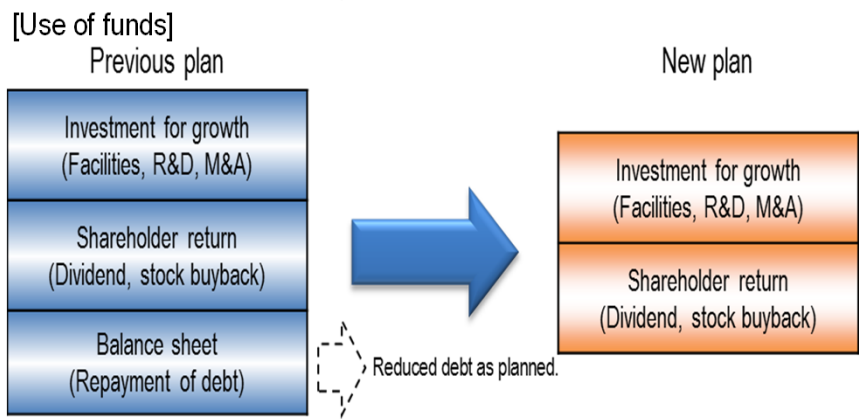 [Use of funds]
Previous plan
Investment for growth
(Facilities, R&D, M&A)
Shareholder return
(Dividend, stock buyback)
Balance sheet
(Repayment of debt)
Reduced debt as planned.
New plan
Investment for growth
(Facilities, R&D, M&A)
Shareholder return
(Dividend, stock buyback)